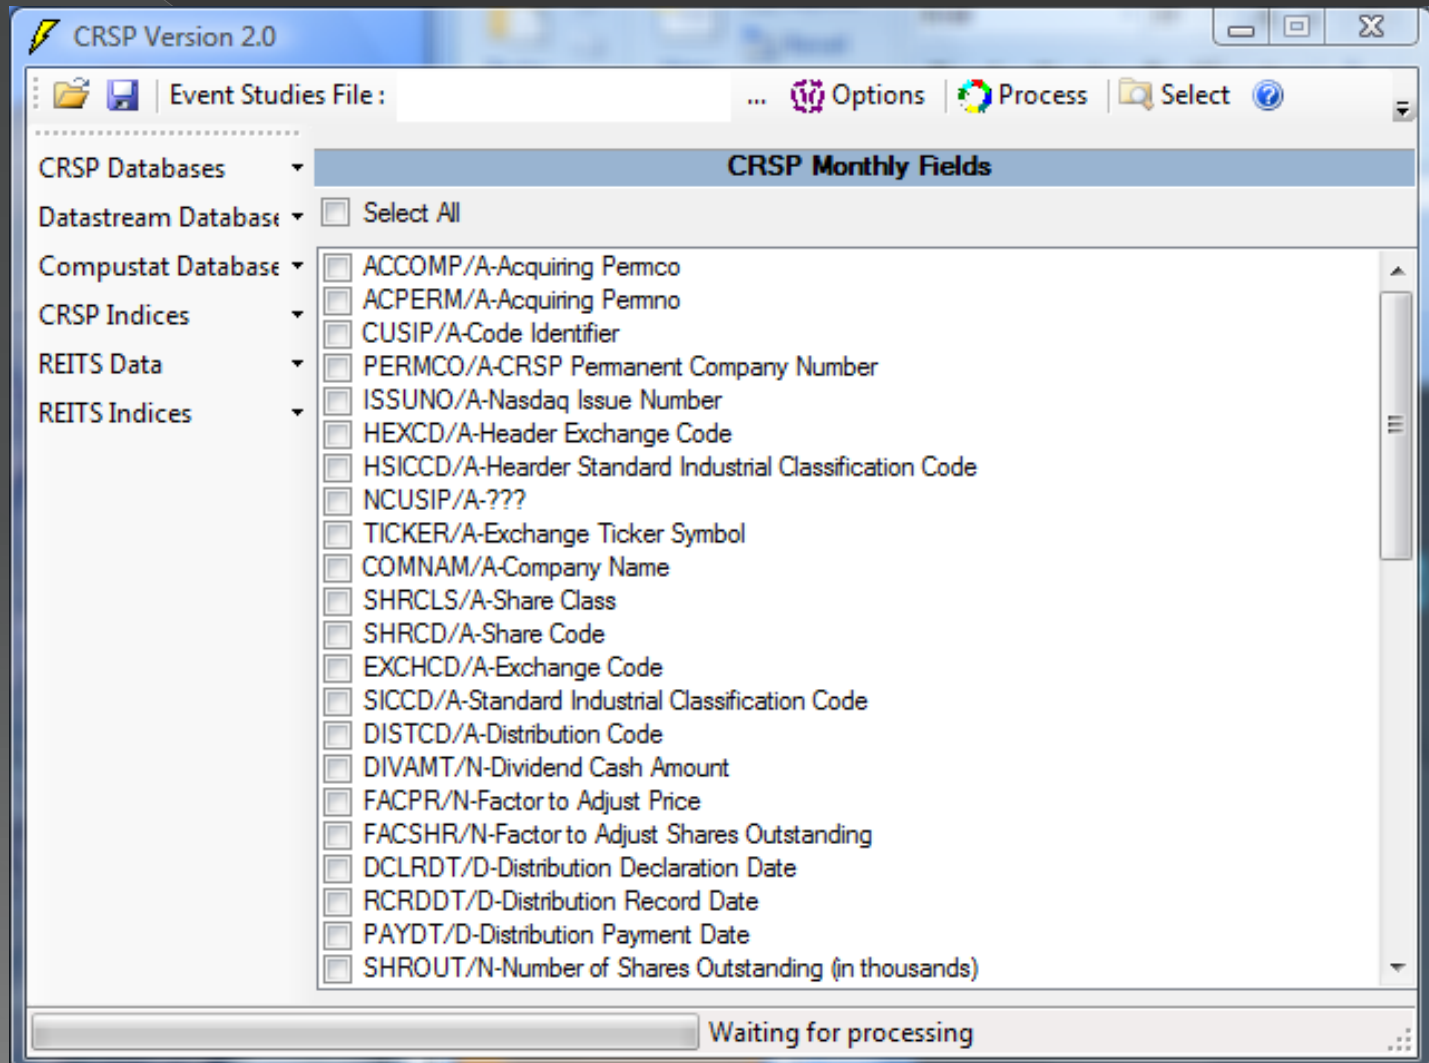 CRSP Version 2.0
Event Studies File :
... Options Process Select
CRSP Databases
Datastream Database
Compustat Database
CRSP Indices
REITS Data
REITS Indices
CRSP Monthly Fields
Select All
ACCOMP/A-Acquiring Permco
ACPERM/A-Acquiring Permno
CUSIP/A-Code Identifier
PERMCO/A-CRSP Permanent Company Number
ISSUNO/A-Nasdaq Issue Number
HEXCD/A-Header Exchange Code
HSICCD/A-Hearder Standard Industrial Classification Code
NCUSIP/A-???
TICKER/A-Exchange Ticker Symbol
COMNAM/A-Company Name
SHRCLS/A-Share Class
SHRCD/A-Share Code
EXCHCD/A-Exchange Code
SICCD/A-Standard Industrial Classification Code
DISTCD/A-Distribution Code
DIVAMT/N-Dividend Cash Amount
FACPR/N-Factor to Adjust Price
FACSHR/N-Factor to Adjust Shares Outstanding
DCLRDT/D-Distribution Declaration Date
RCRDDT/D-Distribution Record Date
PAYDT/D-Distribution Payment Date
SHROUT/N-Number of Shares Outstanding (in thousands)
Waiting for processing